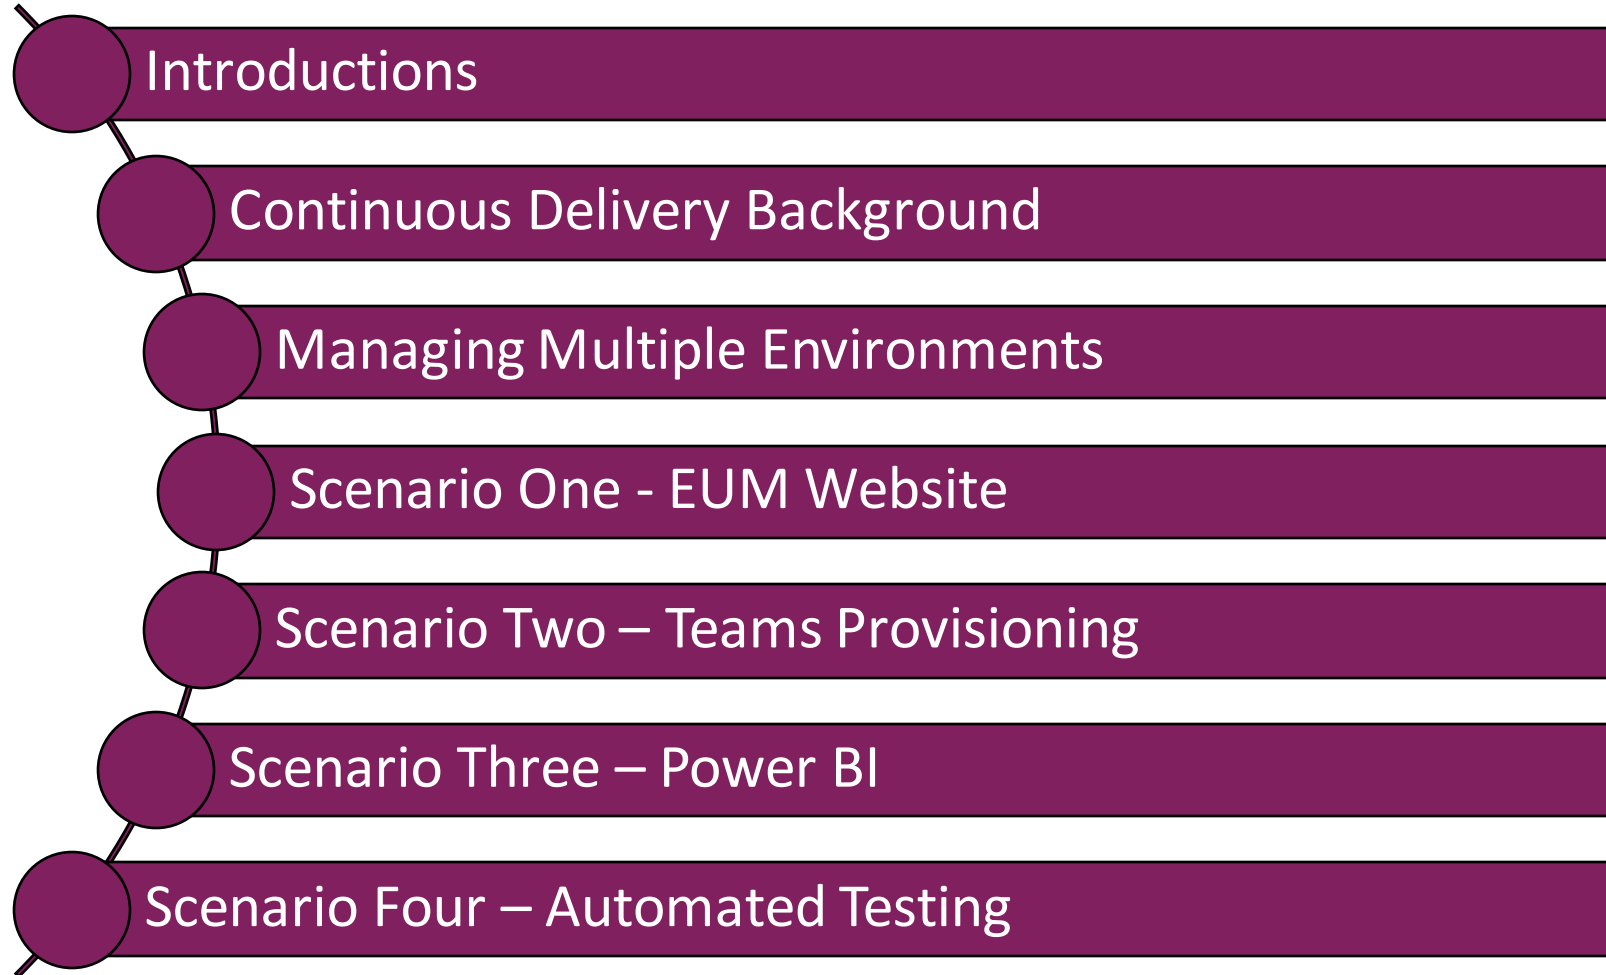 Introductions
Continuous Delivery Background
Managing Multiple Environments
Scenario One - EUM Website
Scenario Two – Teams Provisioning
Scenario Three – Power BI
Scenario Four – Automated Testing